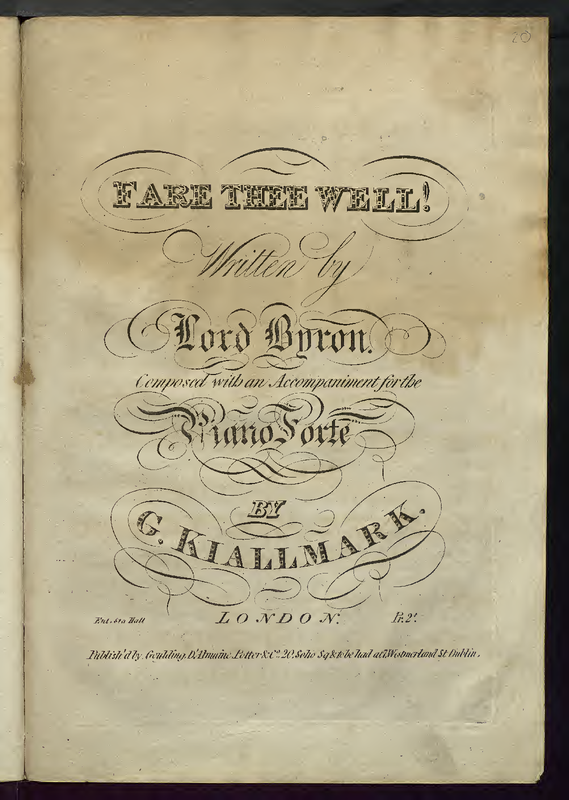 20
FARE THEE WELL!
Written by
Lord Byron.
Composed with an Accompaniment for the
Piano Forte
BY
G. KIALLMARK.
Ent. Sta Hall
LONDON.
Pr. 2s.
Publish'd by Goulding, D'Almaine, Potter & Co. 20, Soho Sq. & to be had at 7, Westmorland St. Dublin.